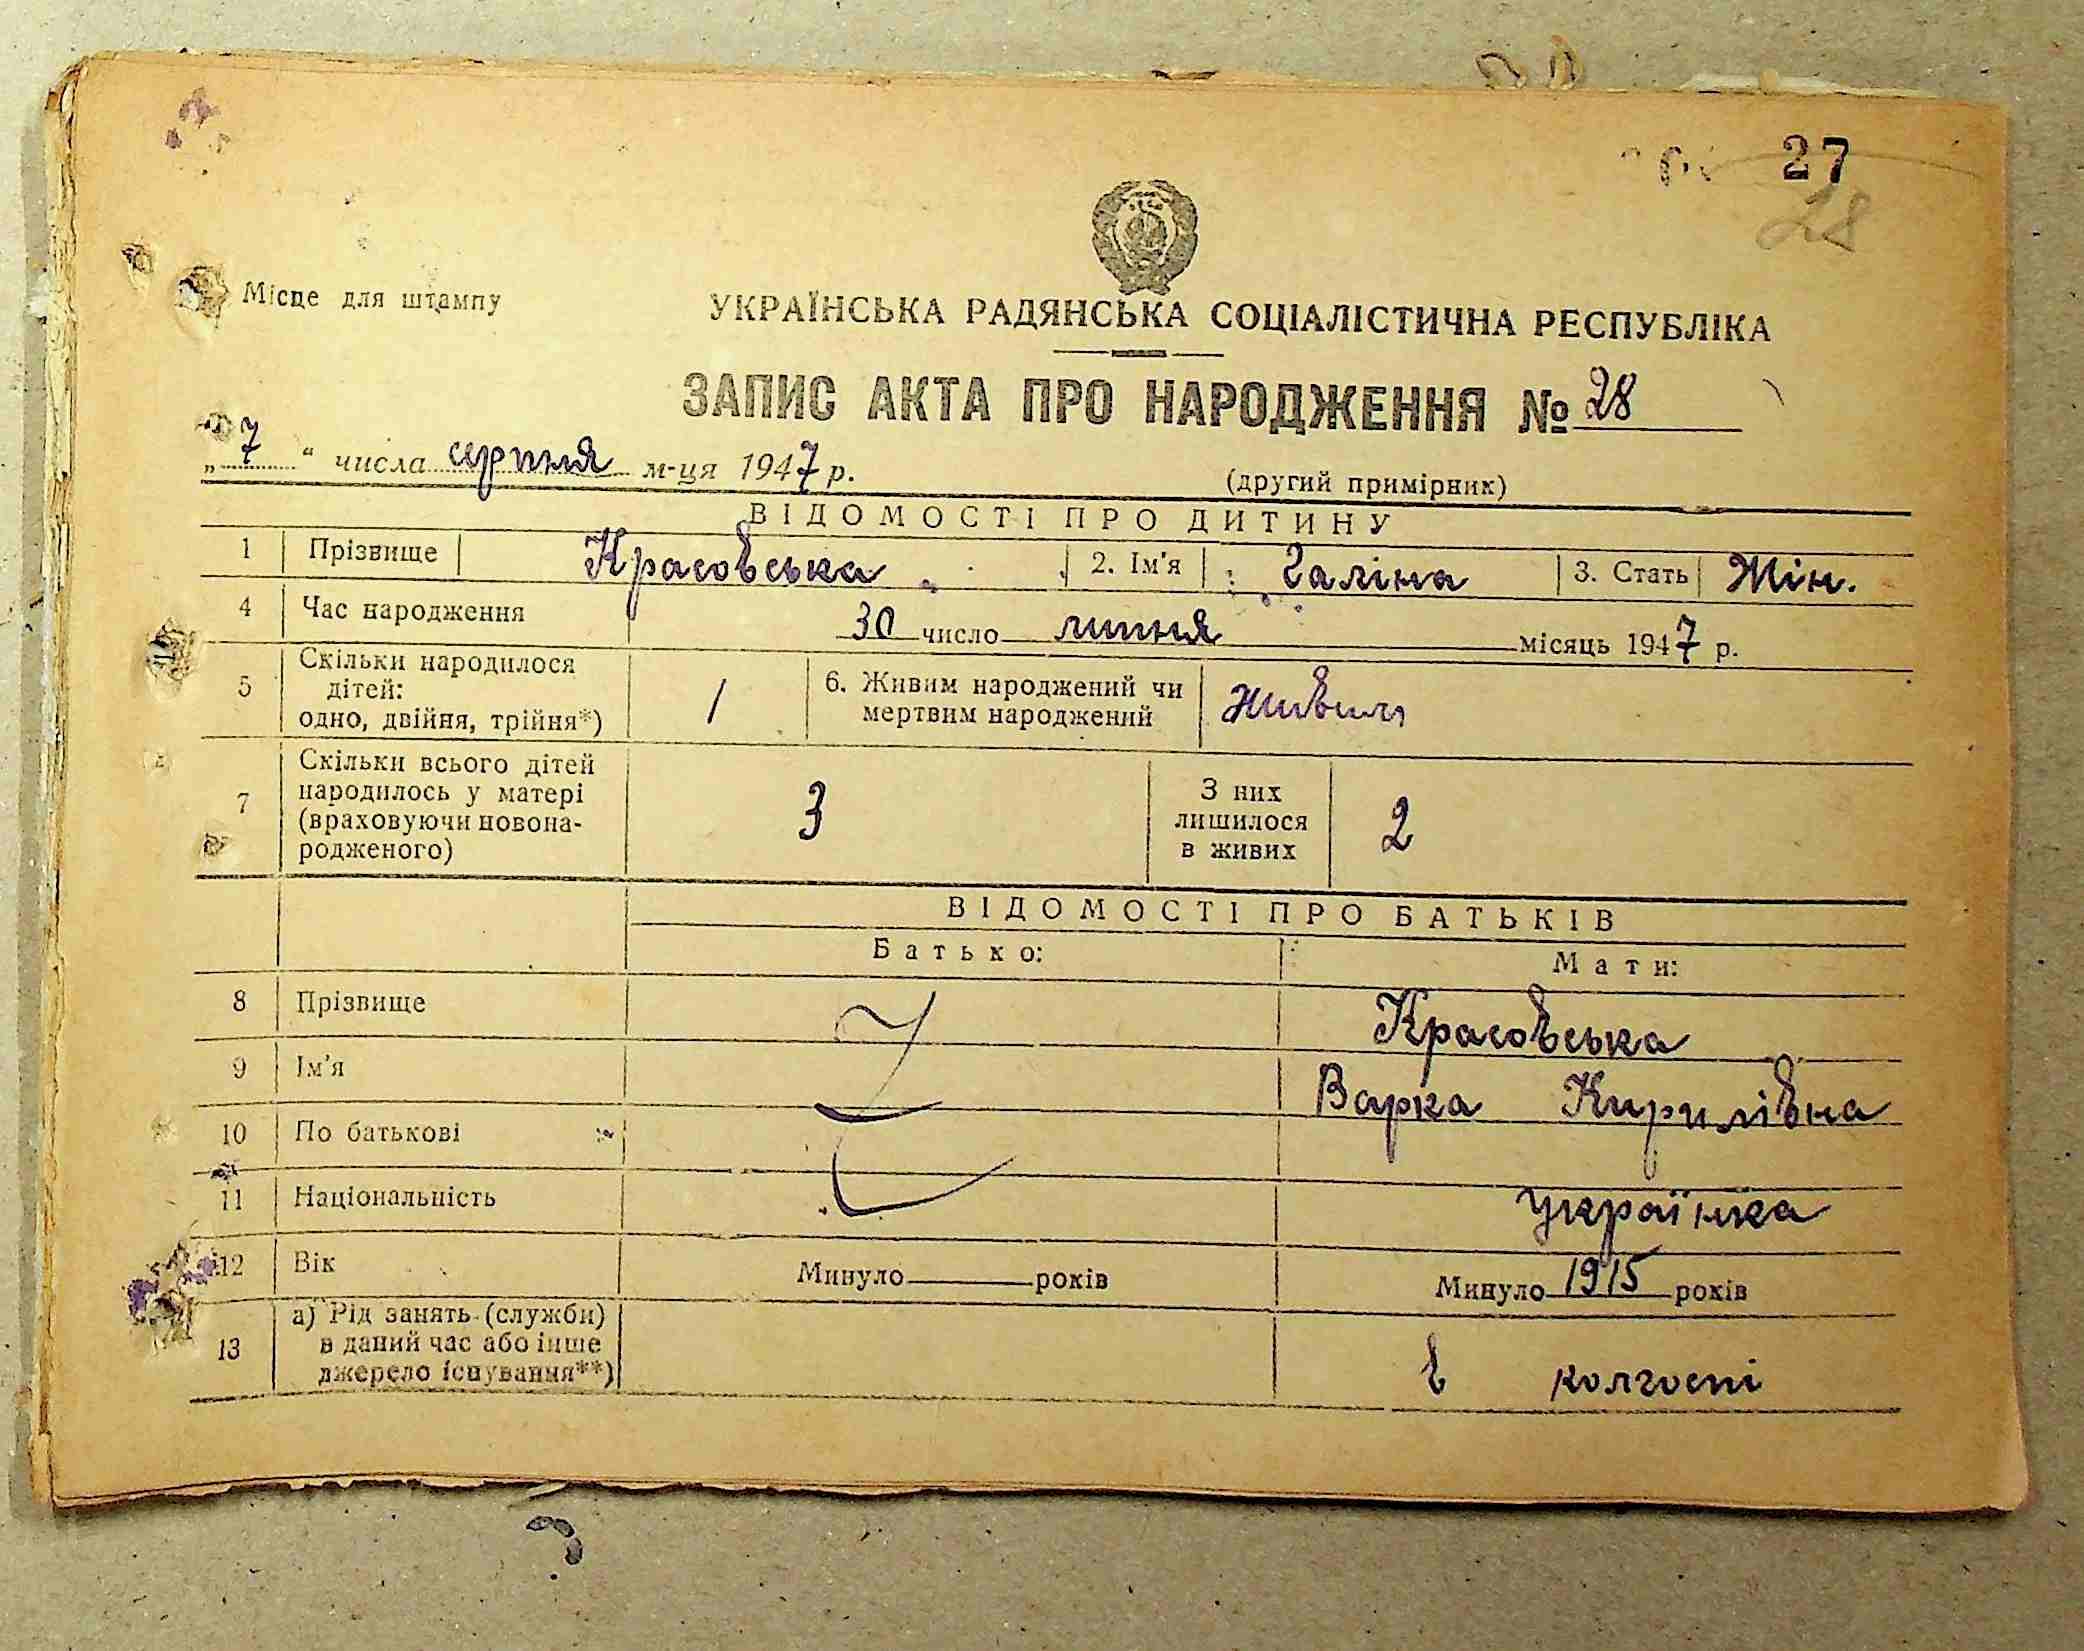 27
28
Місце для штампу
УКРАЇНСЬКА РАДЯНСЬКА СОЦІАЛІСТИЧНА РЕСПУБЛІКА
ЗАПИС АКТА ПРО НАРОДЖЕННЯ № 28
„7“ числа серпня м-ця 1947 р.
(другий примірник)
ВІДОМОСТІ ПРО ДИТИНУ
1 Прізвище Красовська 2. Ім'я Галіна 3. Стать Жін.
4 Час народження 30 число липня місяць 1947 р.
5 Скільки народилося
дітей:
одно, двійня, трійня*) 1 6. Живим народжений чи
мертвим народжений живим
7 Скільки всього дітей
народилось у матері
(враховуючи новона-
родженого) 3 З них
лишилося
в живих 2
ВІДОМОСТІ ПРО БАТЬКІВ
Батько: Мати:
8 Прізвище Красовська
9 Ім'я Варка Кирилівна
10 По батькові
11 Національність українка
12 Вік Минуло років Минуло 1915 років
13 а) Рід занять (служби)
в даний час або інше
джерело існування**) в колгоспі